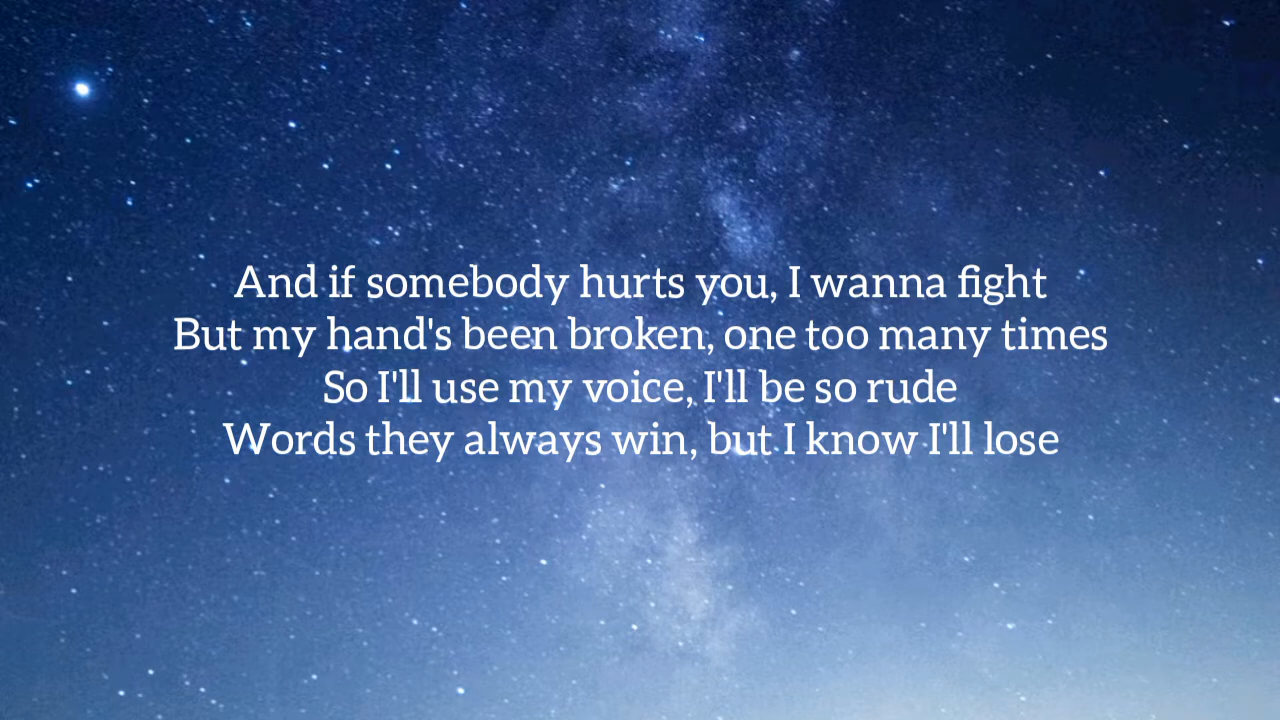 And if somebody hurts you, I wanna fight
But my hand's been broken, one too many times
So I'll use my voice, I'll be so rude
Words they always win, but I know I'll lose